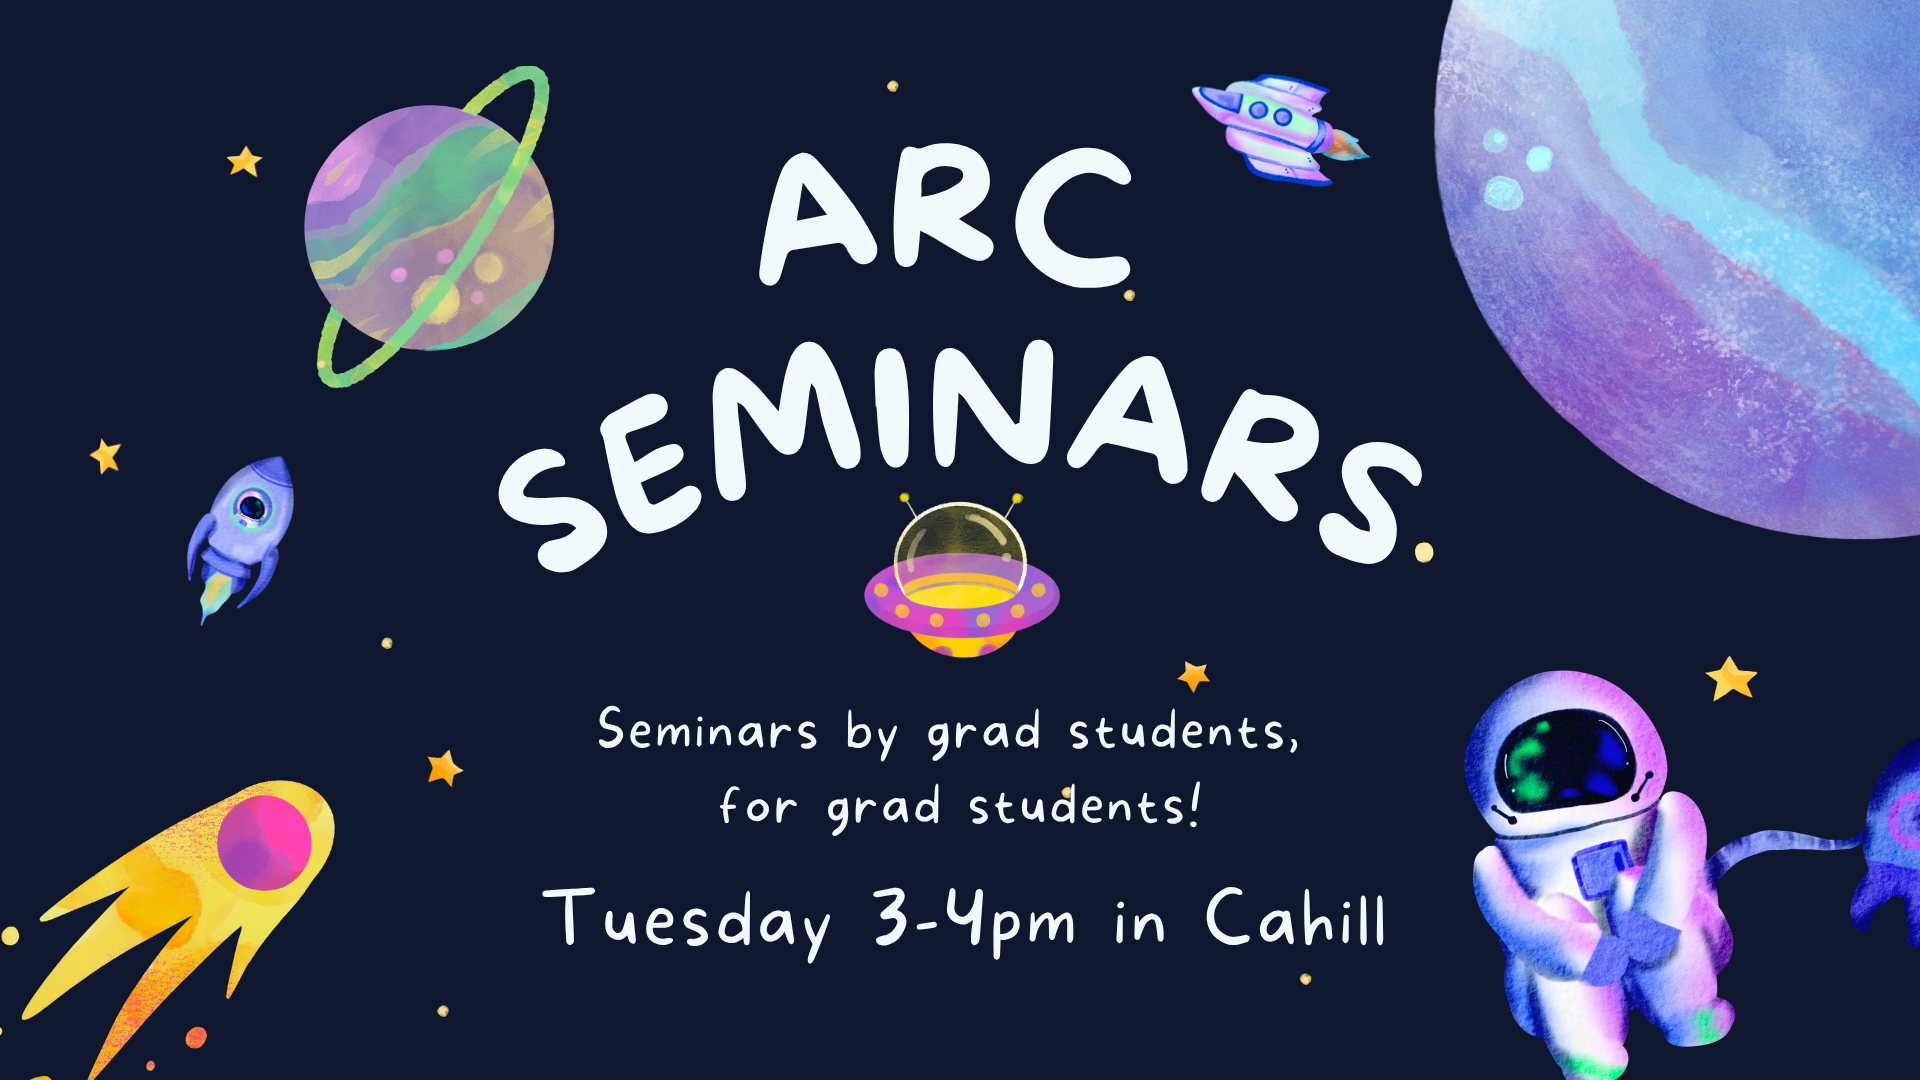 ARC
SEMINARS
Seminars by grad students,
for grad students!
Tuesday 3-4pm in Cahill